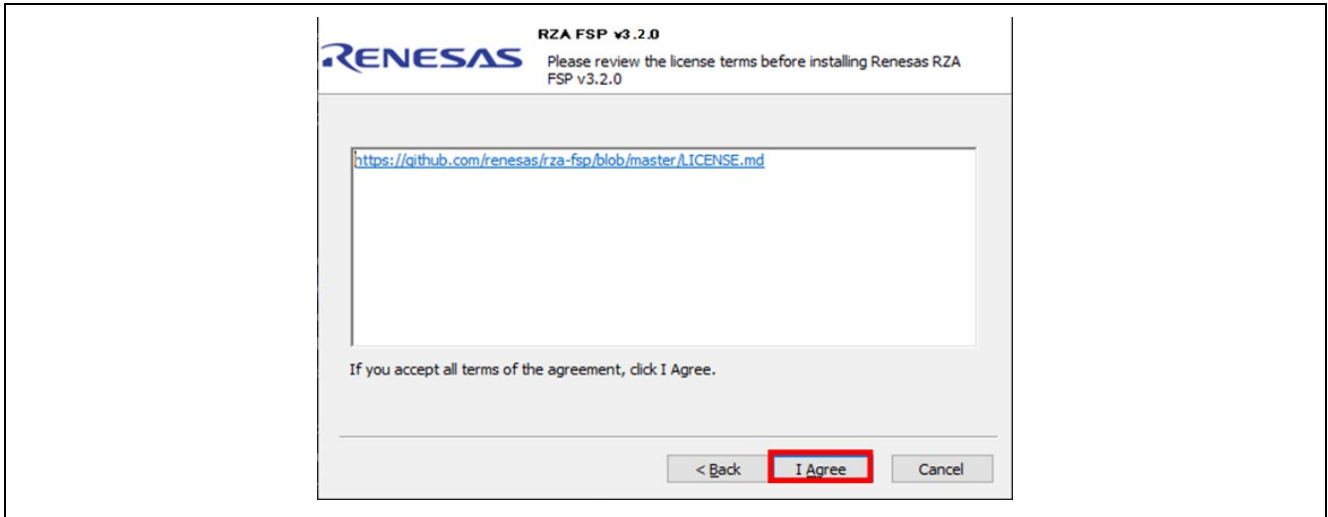 RZA FSP v3.2.0
RENESAS
Please review the license terms before installing Renesas RZA
FSP v3.2.0
https://github.com/renesas/rza-fsp/blob/master/LICENSE.md
If you accept all terms of the agreement, click I Agree.
< Back I Agree Cancel